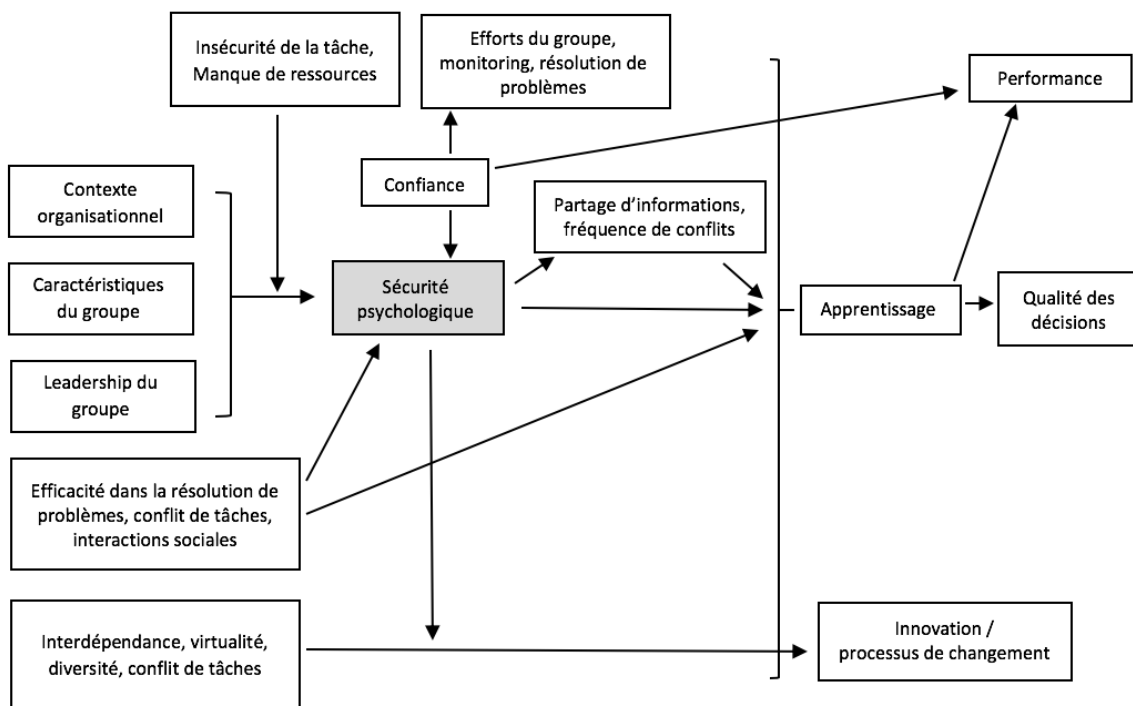 Insécurité de la tâche,
Manque de ressources
Efforts du groupe,
monitoring, résolution de
problèmes
Performance
Contexte
organisationnel
Confiance
Partage d'informations,
fréquence de conflits
Caractéristiques
du groupe
Sécurité
psychologique
Apprentissage
Qualité des
décisions
Leadership du
groupe
Efficacité dans la résolution de
problèmes, conflit de tâches,
interactions sociales
Interdépendance, virtualité,
diversité, conflit de tâches
Innovation /
processus de changement